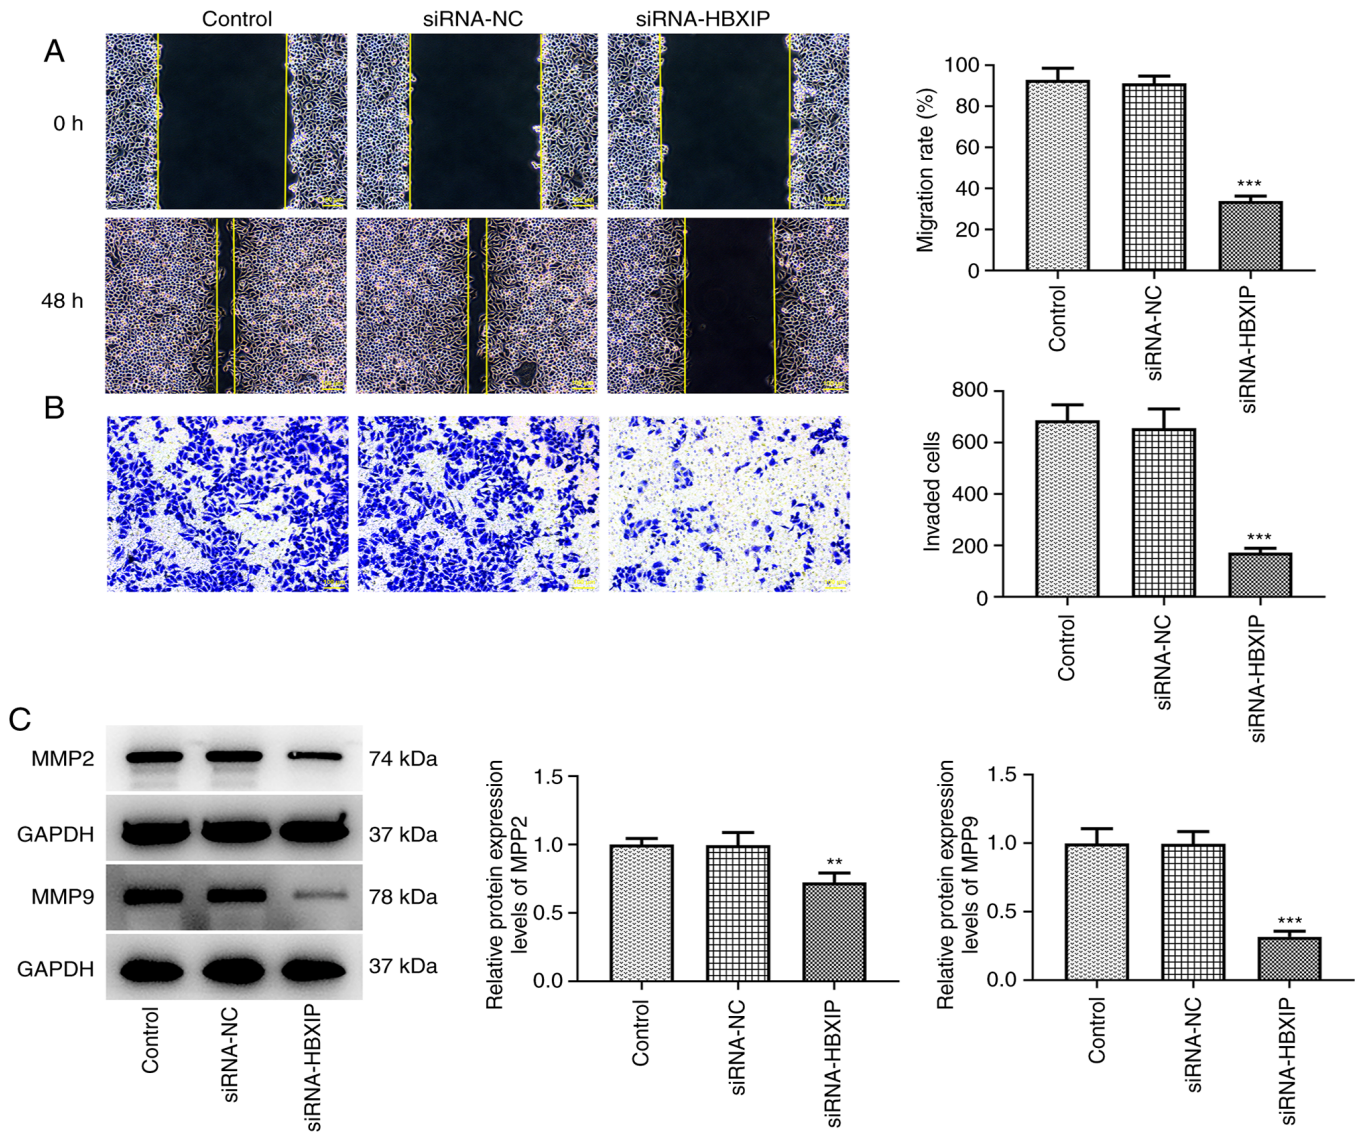 Control siRNA-NC siRNA-HBXIP
A
0 h
48 h
Migration rate (%)
100
80
60
40
20
0
***
Control
siRNA-NC
siRNA-HBXIP
B
Invaded cells
800
600
400
200
0
***
Control
siRNA-NC
siRNA-HBXIP
C
MMP2 74 kDa
GAPDH 37 kDa
MMP9 78 kDa
GAPDH 37 kDa
Control
siRNA-NC
siRNA-HBXIP
Relative protein expression
levels of MPP2
1.5
1.0
0.5
0.0
**
Control
siRNA-NC
siRNA-HBXIP
Relative protein expression
levels of MPP9
1.5
1.0
0.5
0.0
***
Control
siRNA-NC
siRNA-HBXIP